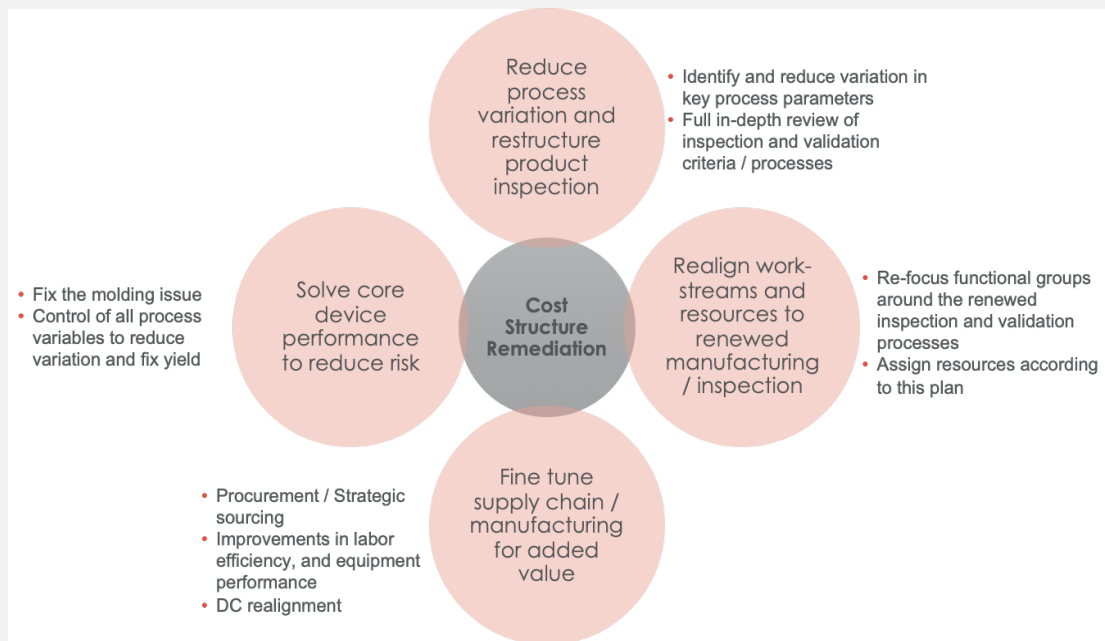 Reduce
process
variation and
restructure
product
inspection
• Identify and reduce variation in
key process parameters
• Full in-depth review of
inspection and validation
criteria / processes
Solve core
device
performance
to reduce risk
• Fix the molding issue
• Control of all process
variables to reduce
variation and fix yield
Cost
Structure
Remediation
Realign work-
streams and
resources to
renewed
manufacturing
/ inspection
• Re-focus functional groups
around the renewed
inspection and validation
processes
• Assign resources according
to this plan
Fine tune
supply chain /
manufacturing
for added
value
• Procurement / Strategic
sourcing
• Improvements in labor
efficiency, and equipment
performance
• DC realignment